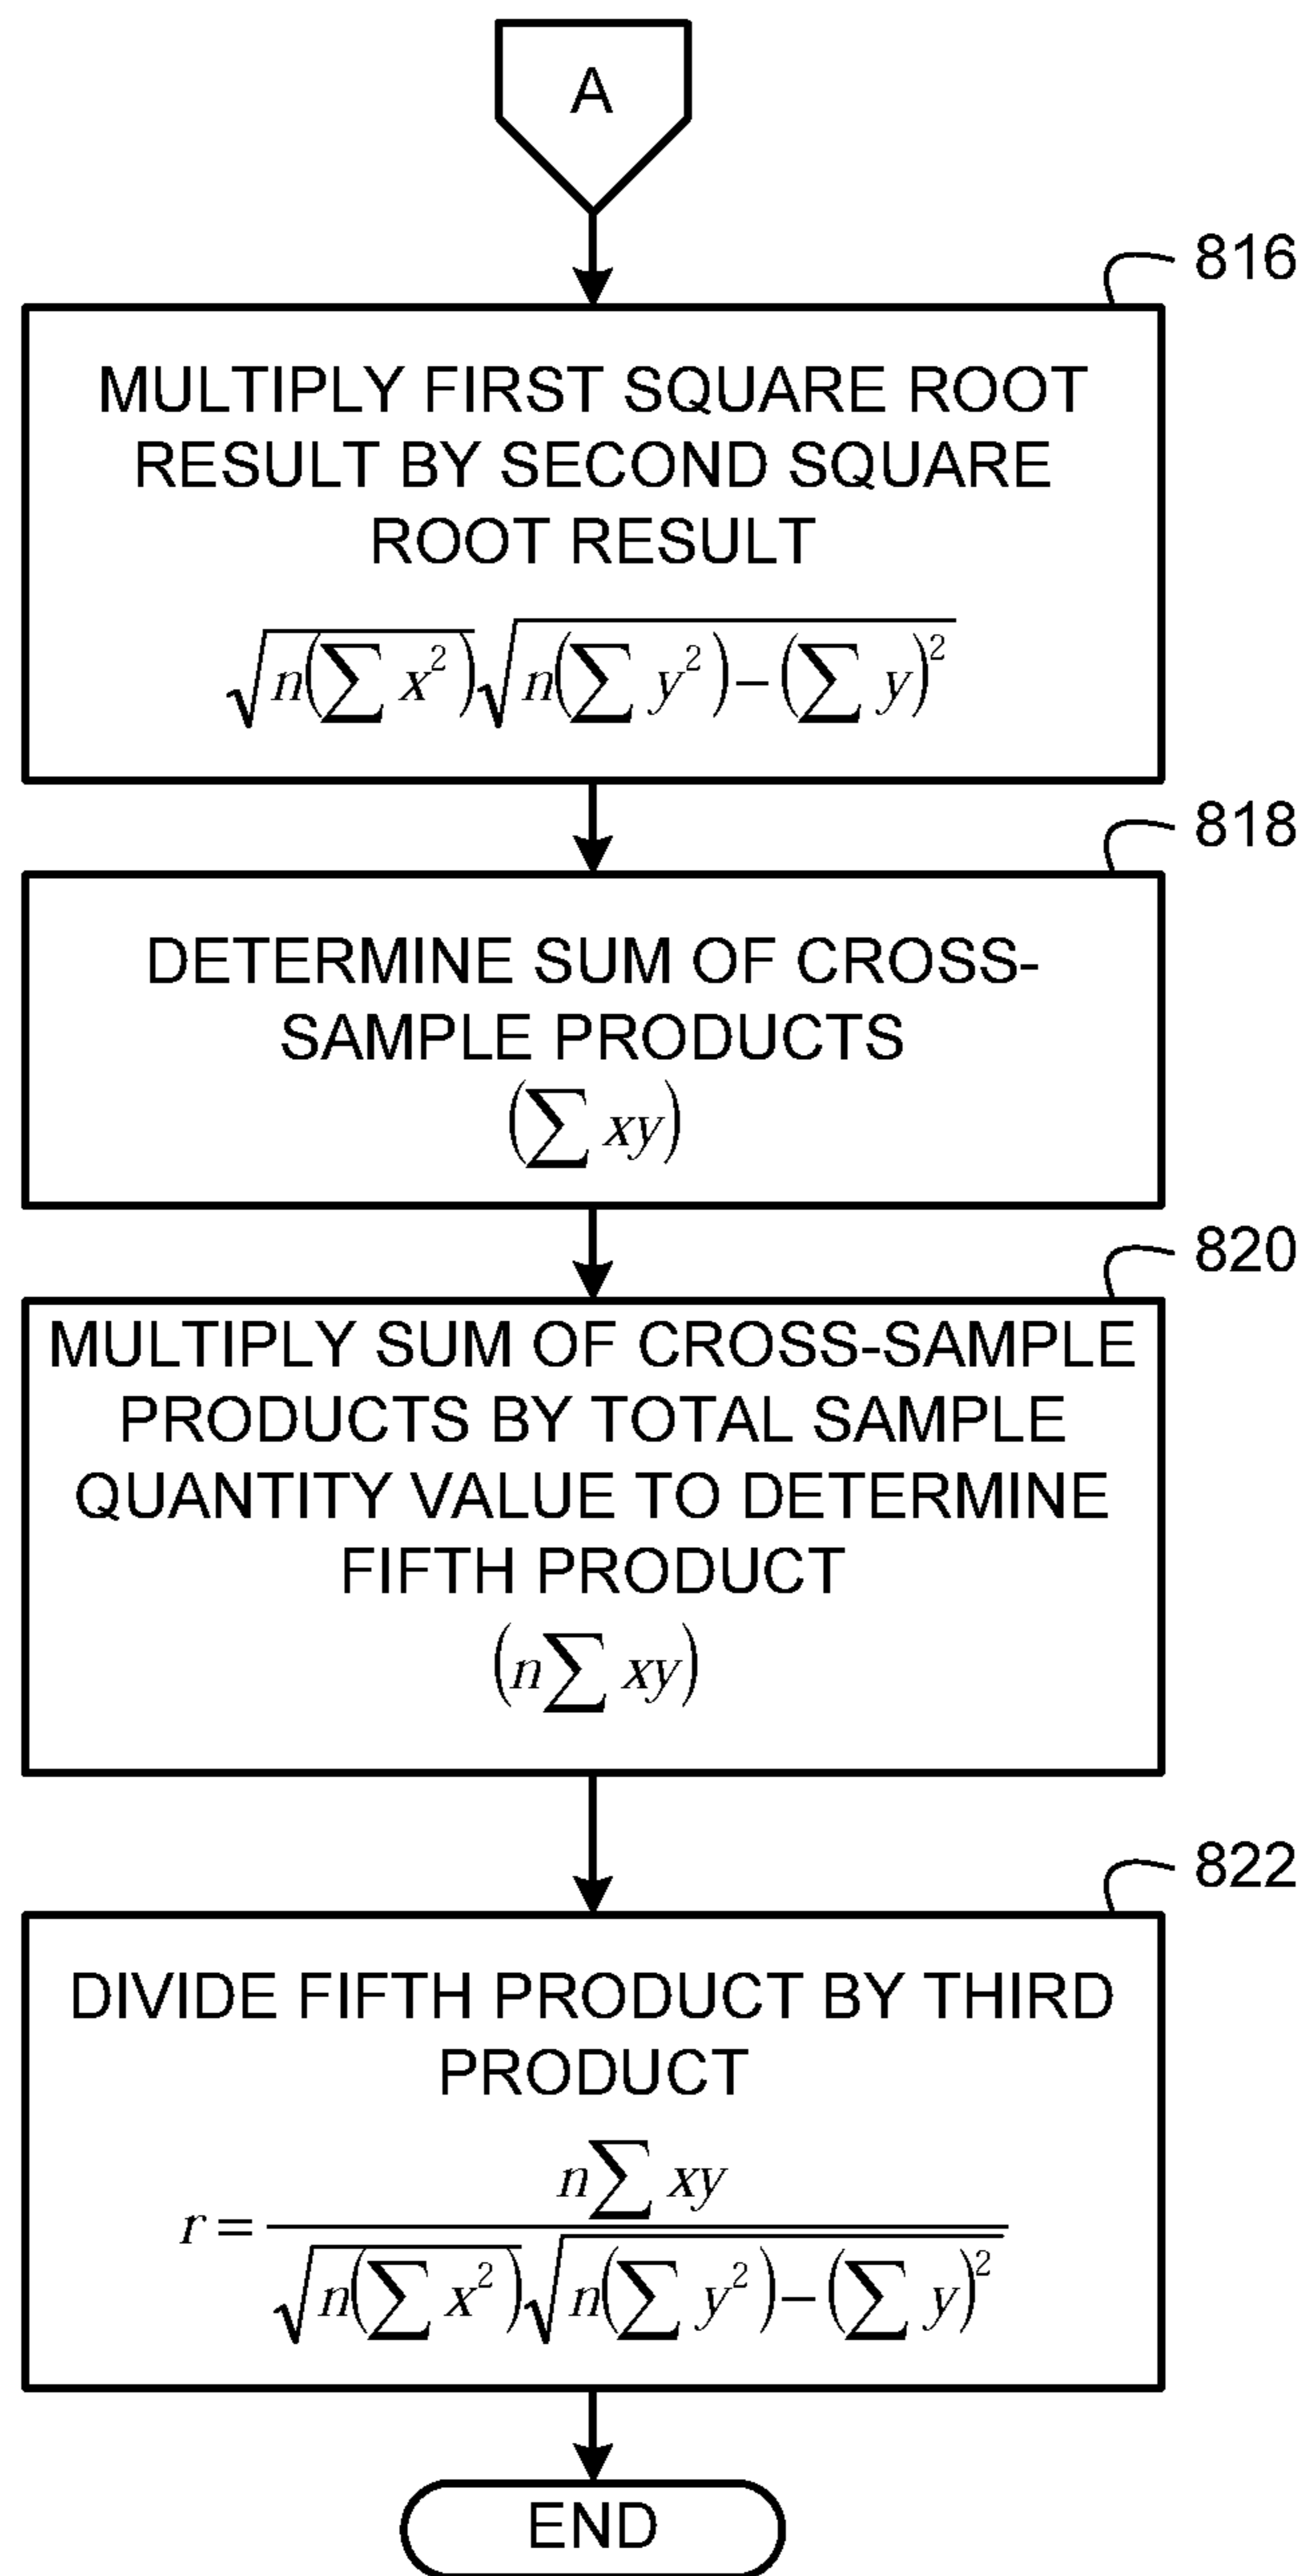 A
816
MULTIPLY FIRST SQUARE ROOT
RESULT BY SECOND SQUARE
ROOT RESULT
√(n(∑ x²))√(n(∑ y²)−(∑ y)²)
818
DETERMINE SUM OF CROSS-
SAMPLE PRODUCTS
(∑ xy)
820
MULTIPLY SUM OF CROSS-SAMPLE
PRODUCTS BY TOTAL SAMPLE
QUANTITY VALUE TO DETERMINE
FIFTH PRODUCT
(n∑ xy)
822
DIVIDE FIFTH PRODUCT BY THIRD
PRODUCT
n∑ xy
r =
√(n(∑ x²))√(n(∑ y²)−(∑ y)²)
END